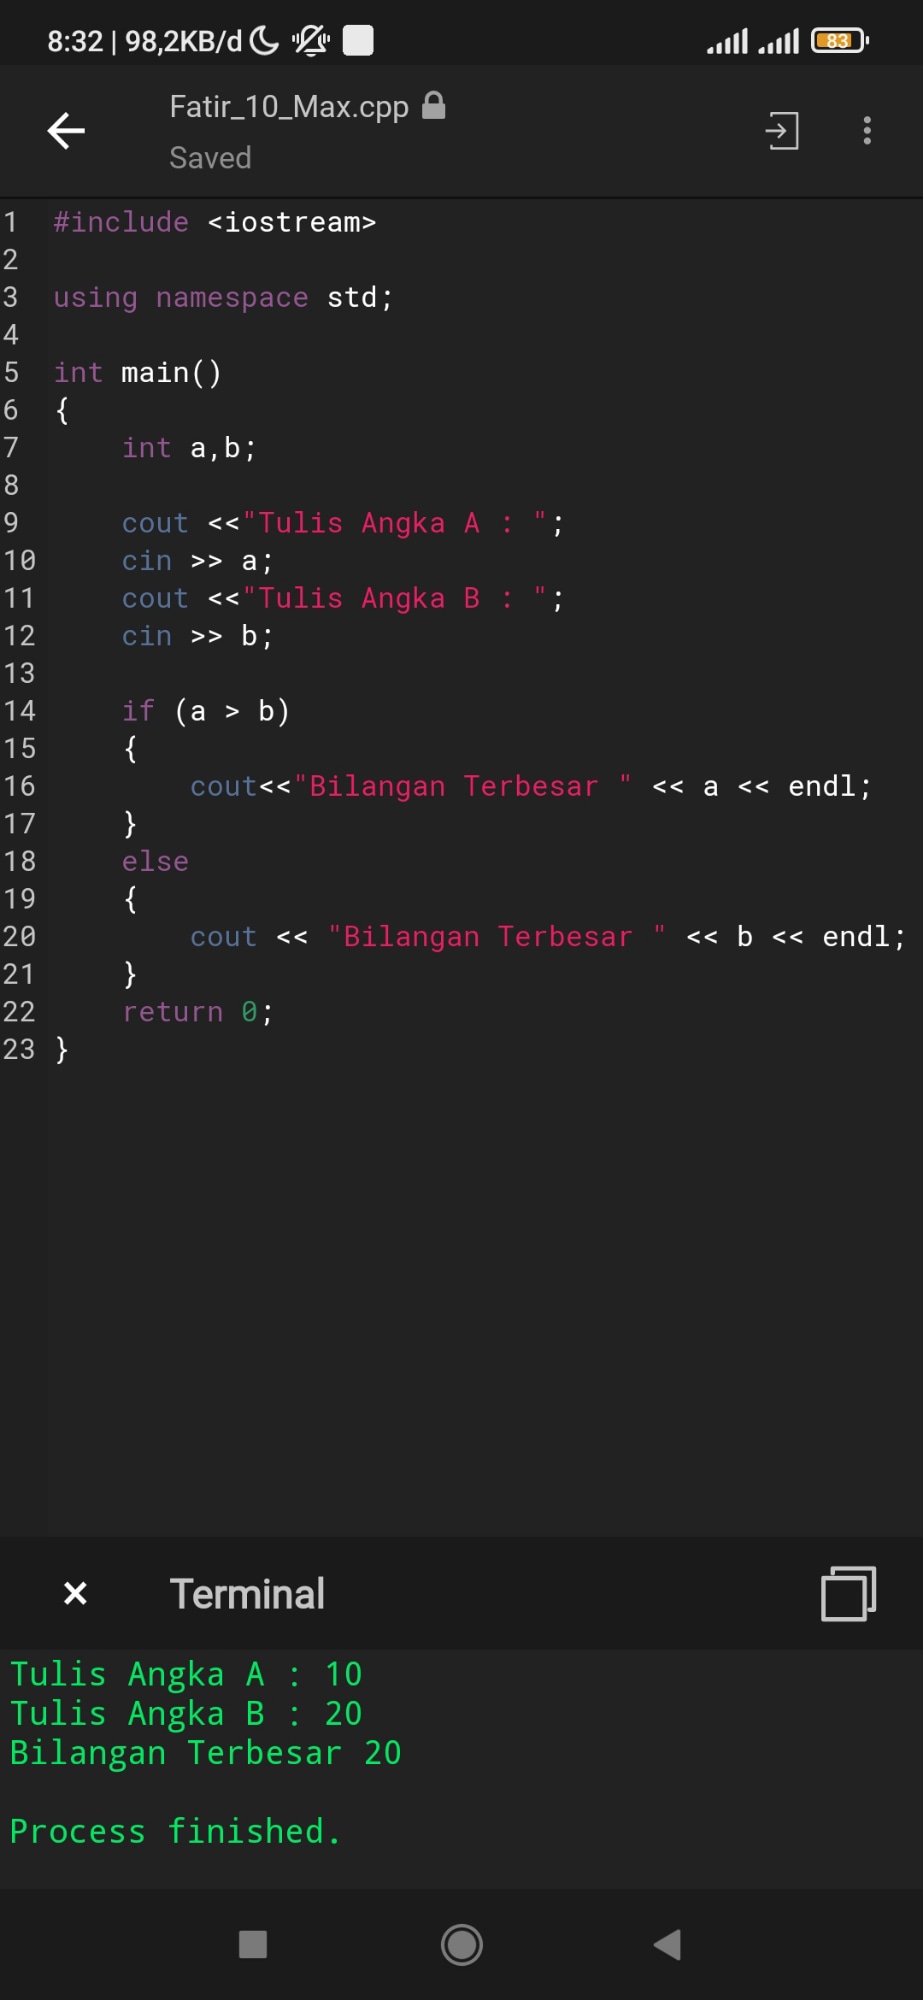 8:32 | 98,2KB/d
83
Fatir_10_Max.cpp
Saved
1 #include <iostream>
2
3 using namespace std;
4
5 int main()
6 {
7     int a,b;
8
9     cout <<"Tulis Angka A : ";
10     cin >> a;
11     cout <<"Tulis Angka B : ";
12     cin >> b;
13
14     if (a > b)
15     {
16         cout<<"Bilangan Terbesar " << a << endl;
17     }
18     else
19     {
20         cout << "Bilangan Terbesar " << b << endl;
21     }
22     return 0;
23 }
Terminal
Tulis Angka A : 10
Tulis Angka B : 20
Bilangan Terbesar 20
Process finished.